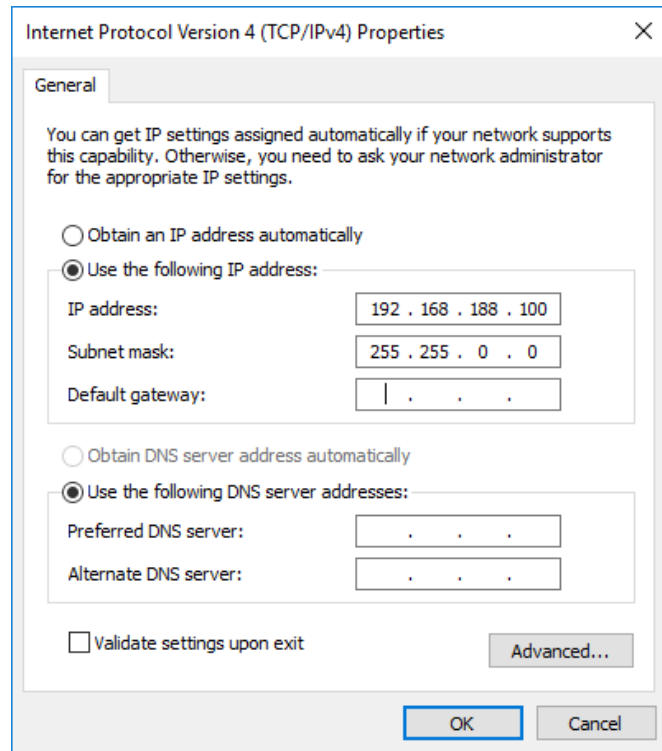 Internet Protocol Version 4 (TCP/IPv4) Properties
General
You can get IP settings assigned automatically if your network supports
this capability. Otherwise, you need to ask your network administrator
for the appropriate IP settings.
Obtain an IP address automatically
Use the following IP address:
IP address: 192 . 168 . 188 . 100
Subnet mask: 255 . 255 . 0 . 0
Default gateway: . . .
Obtain DNS server address automatically
Use the following DNS server addresses:
Preferred DNS server: . . .
Alternate DNS server: . . .
Validate settings upon exit
Advanced...
OK Cancel